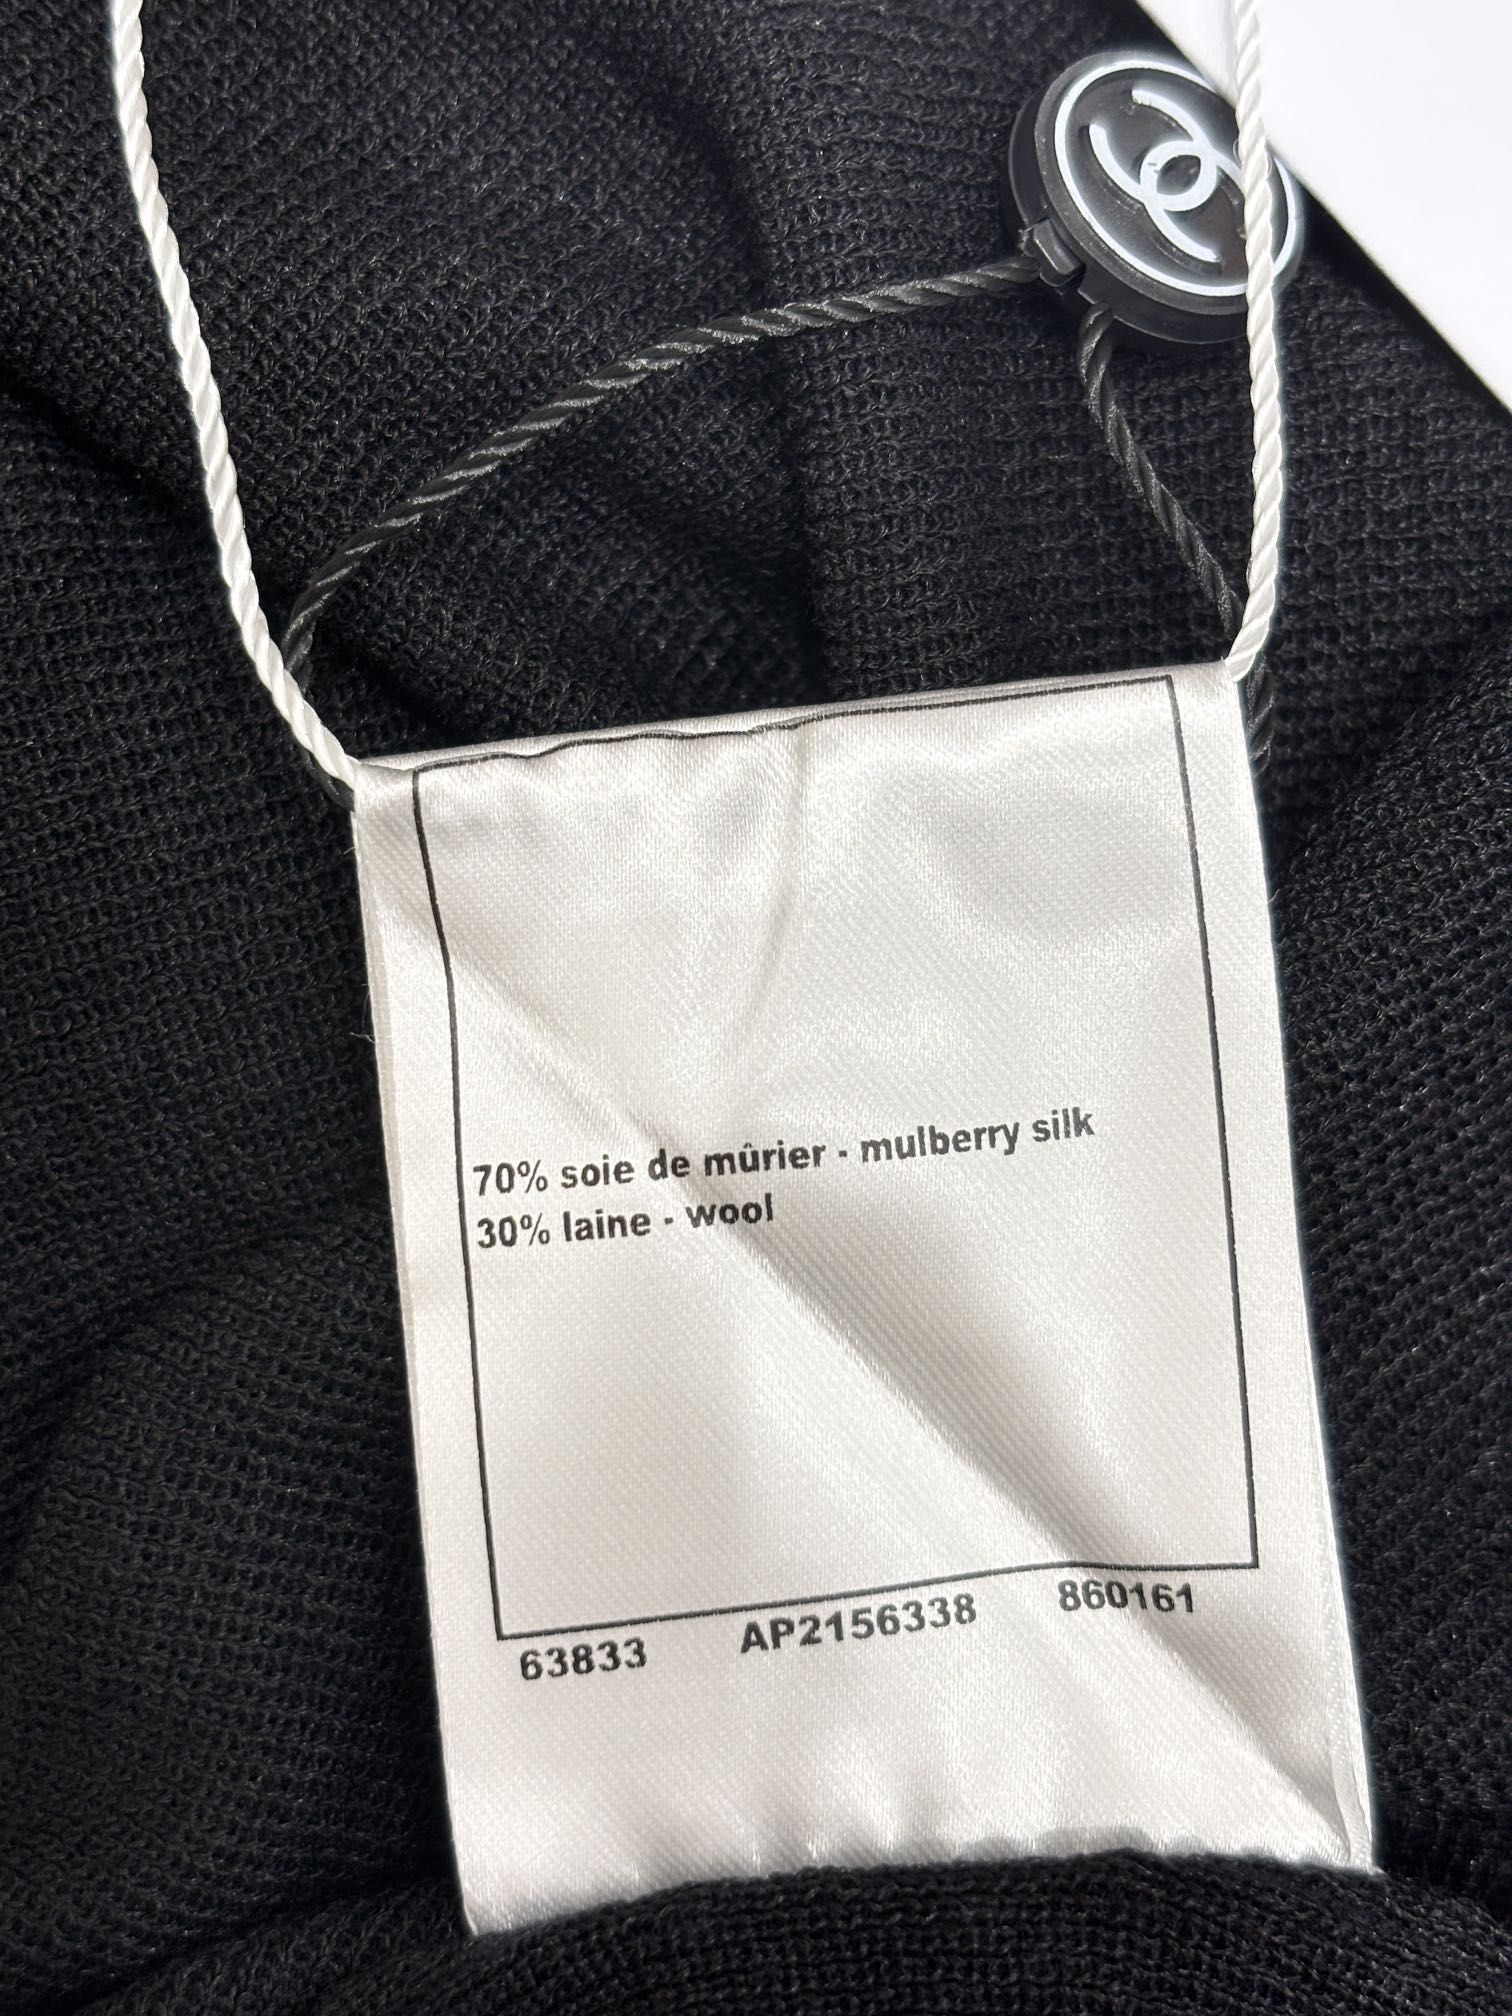 70% soie de mûrier - mulberry silk
30% laine - wool
63833 AP2156338 860161